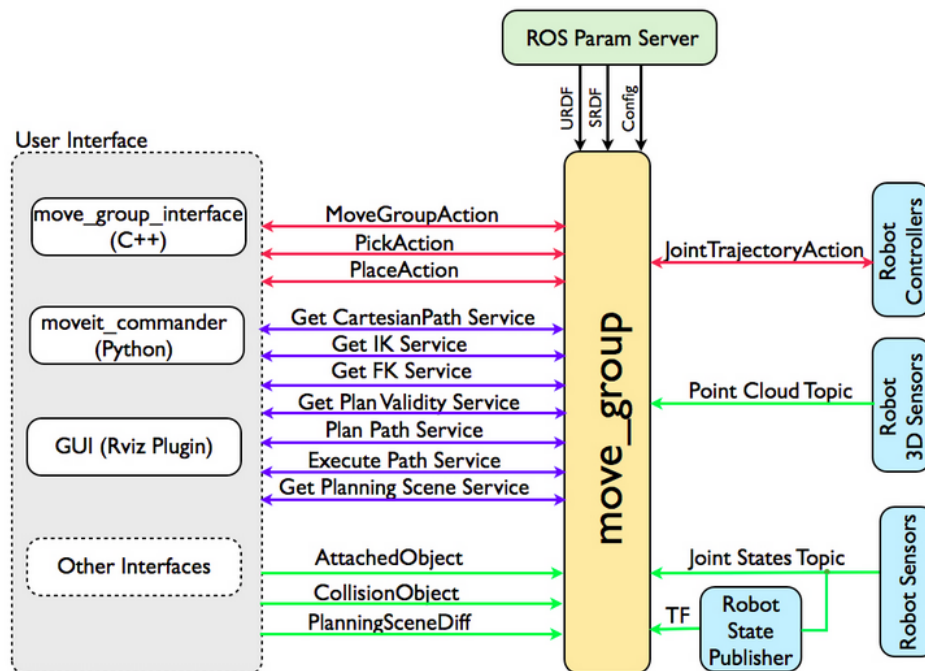 ROS Param Server
URDF
SRDF
Config
User Interface
move_group_interface
(C++)
moveit_commander
(Python)
GUI (Rviz Plugin)
Other Interfaces
MoveGroupAction
PickAction
PlaceAction
Get CartesianPath Service
Get IK Service
Get FK Service
Get Plan Validity Service
Plan Path Service
Execute Path Service
Get Planning Scene Service
AttachedObject
CollisionObject
PlanningSceneDiff
move_group
JointTrajectoryAction
Robot
Controllers
Point Cloud Topic
Robot
3D Sensors
Joint States Topic
TF
Robot
State
Publisher
Robot Sensors